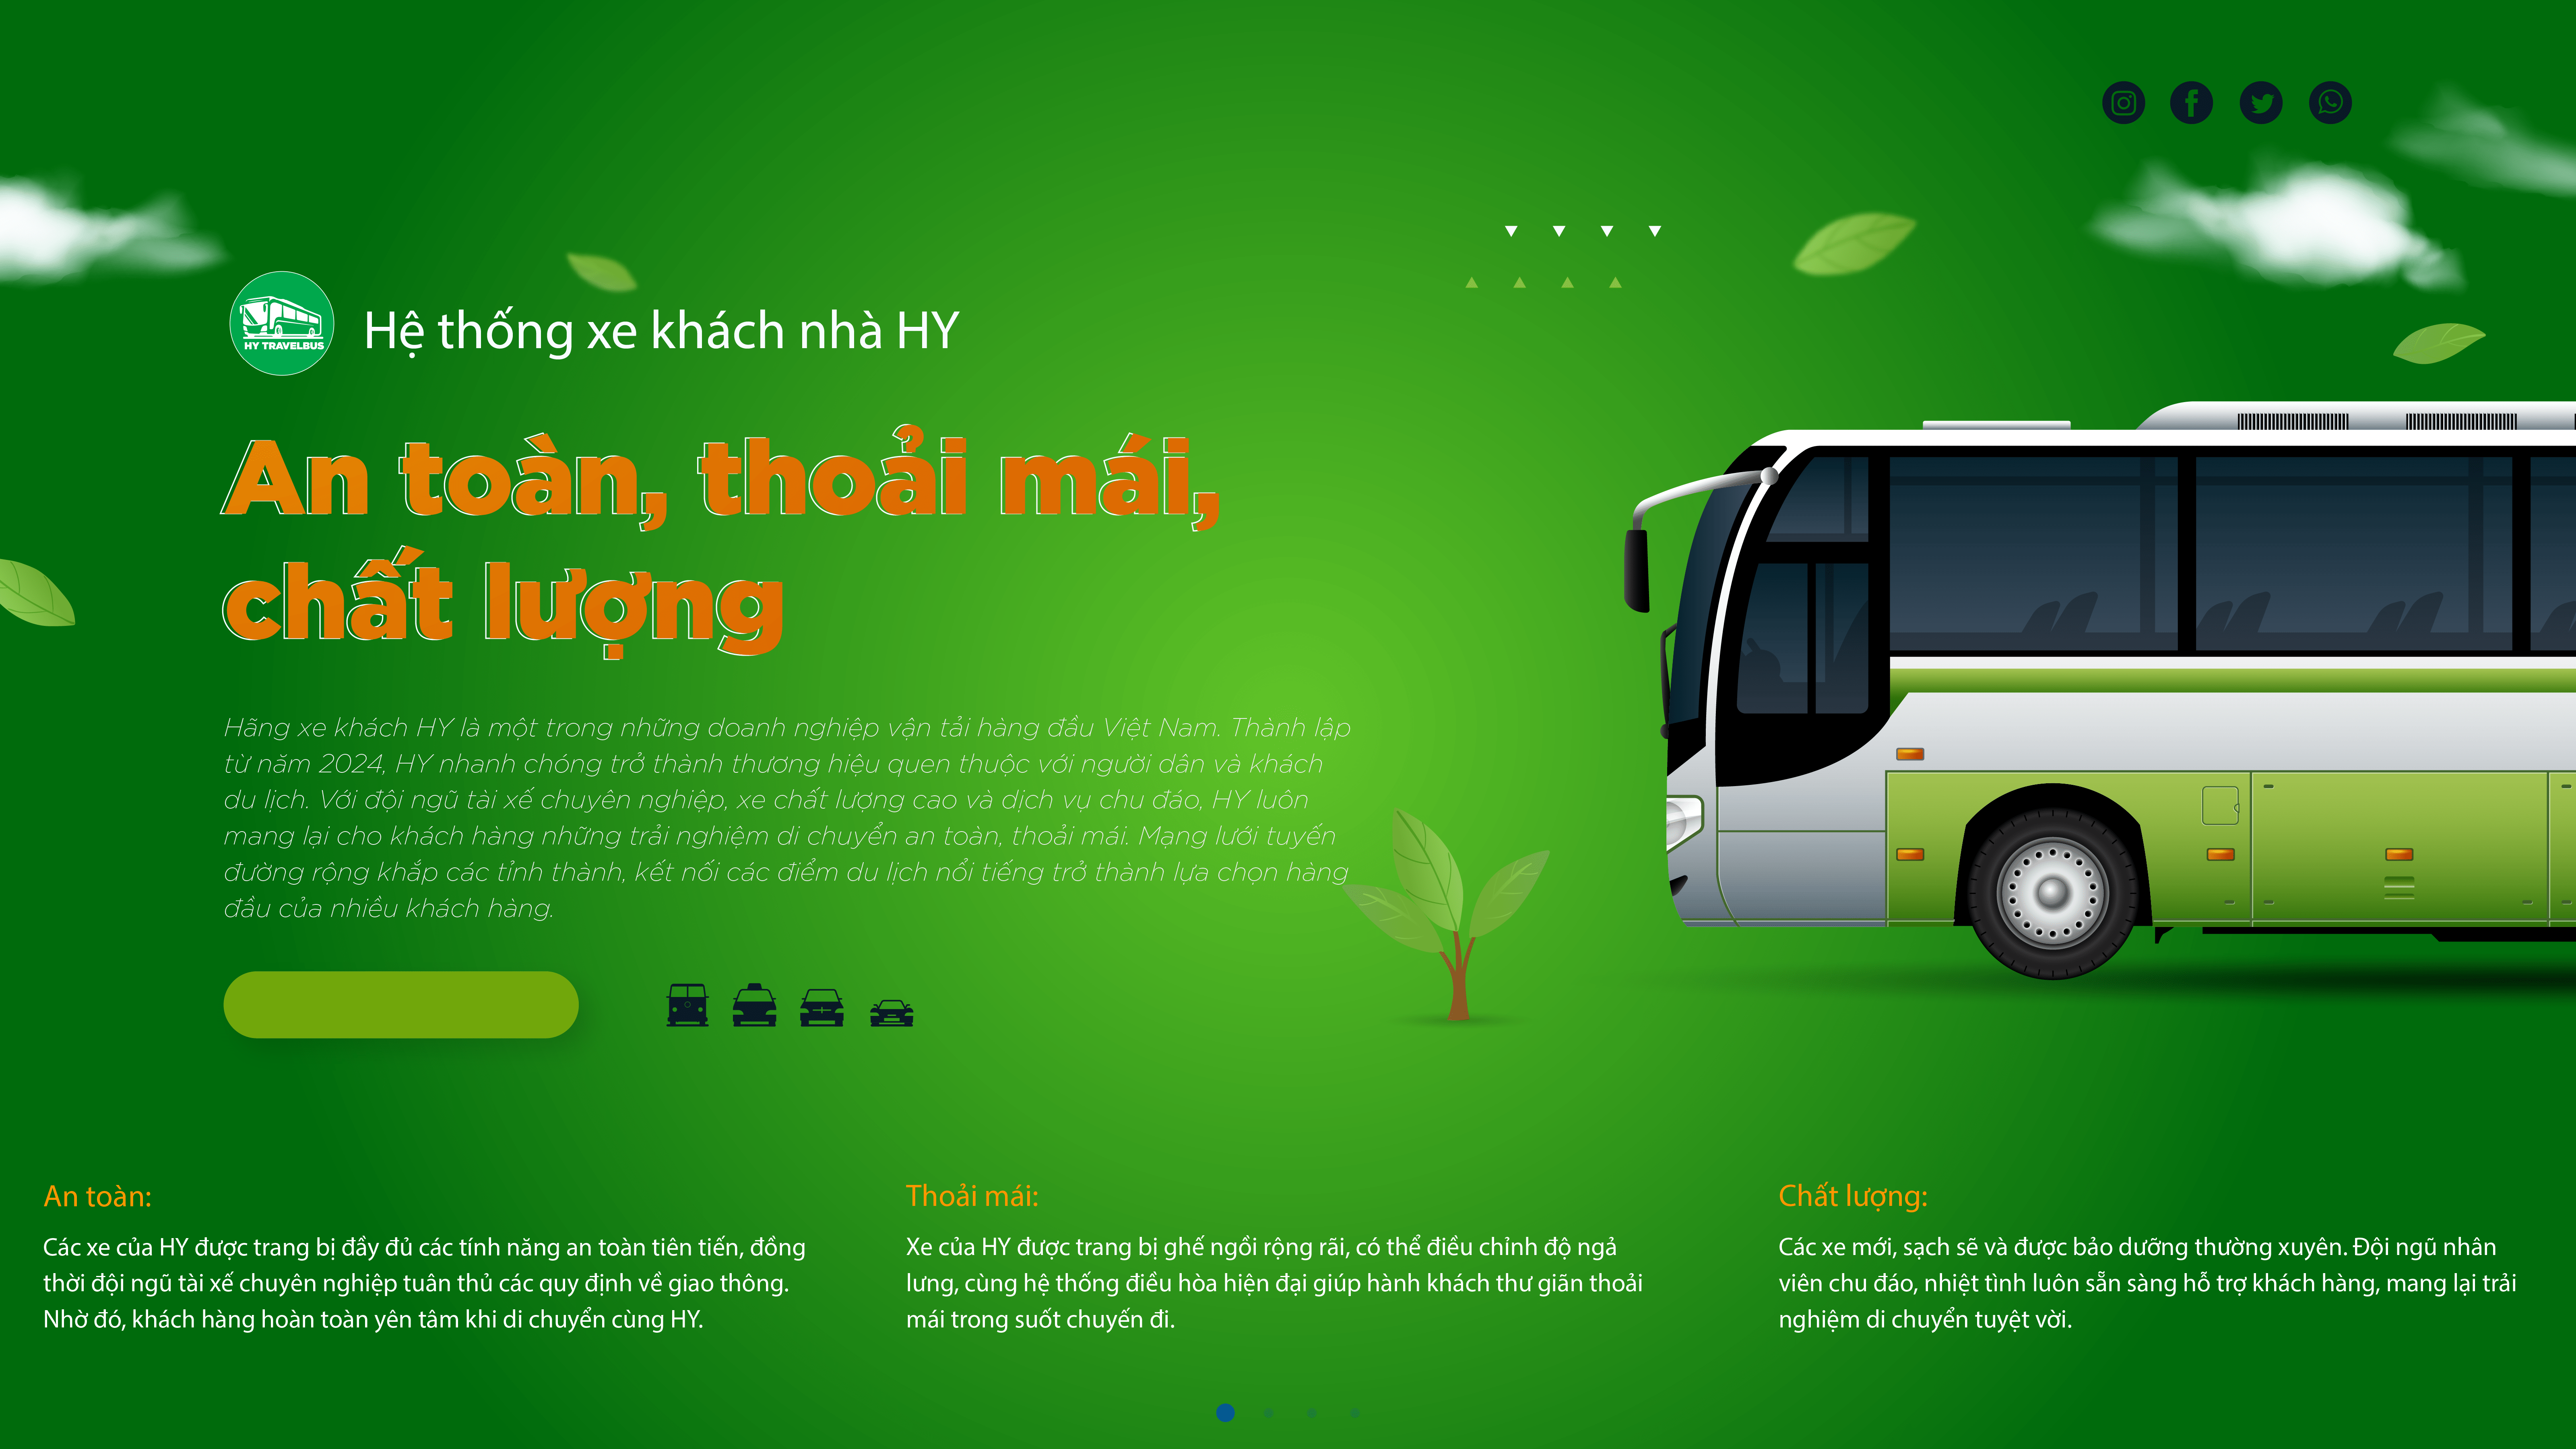 HY TRAVELBUS
Hệ thống xe khách nhà HY
An toàn, thoải mái,
chất lượng
Hãng xe khách HY là một trong những doanh nghiệp vận tải hàng đầu Việt Nam. Thành lập
từ năm 2024, HY nhanh chóng trở thành thương hiệu quen thuộc với người dân và khách
du lịch. Với đội ngũ tài xế chuyên nghiệp, xe chất lượng cao và dịch vụ chu đáo, HY luôn
mang lại cho khách hàng những trải nghiệm di chuyển an toàn, thoải mái. Mạng lưới tuyến
đường rộng khắp các tỉnh thành, kết nối các điểm du lịch nổi tiếng trở thành lựa chọn hàng
đầu của nhiều khách hàng.
An toàn:
Các xe của HY được trang bị đầy đủ các tính năng an toàn tiên tiến, đồng
thời đội ngũ tài xế chuyên nghiệp tuân thủ các quy định về giao thông.
Nhờ đó, khách hàng hoàn toàn yên tâm khi di chuyển cùng HY.
Thoải mái:
Xe của HY được trang bị ghế ngồi rộng rãi, có thể điều chỉnh độ ngả
lưng, cùng hệ thống điều hòa hiện đại giúp hành khách thư giãn thoải
mái trong suốt chuyến đi.
Chất lượng:
Các xe mới, sạch sẽ và được bảo dưỡng thường xuyên. Đội ngũ nhân
viên chu đáo, nhiệt tình luôn sẵn sàng hỗ trợ khách hàng, mang lại trải
nghiệm di chuyển tuyệt vời.